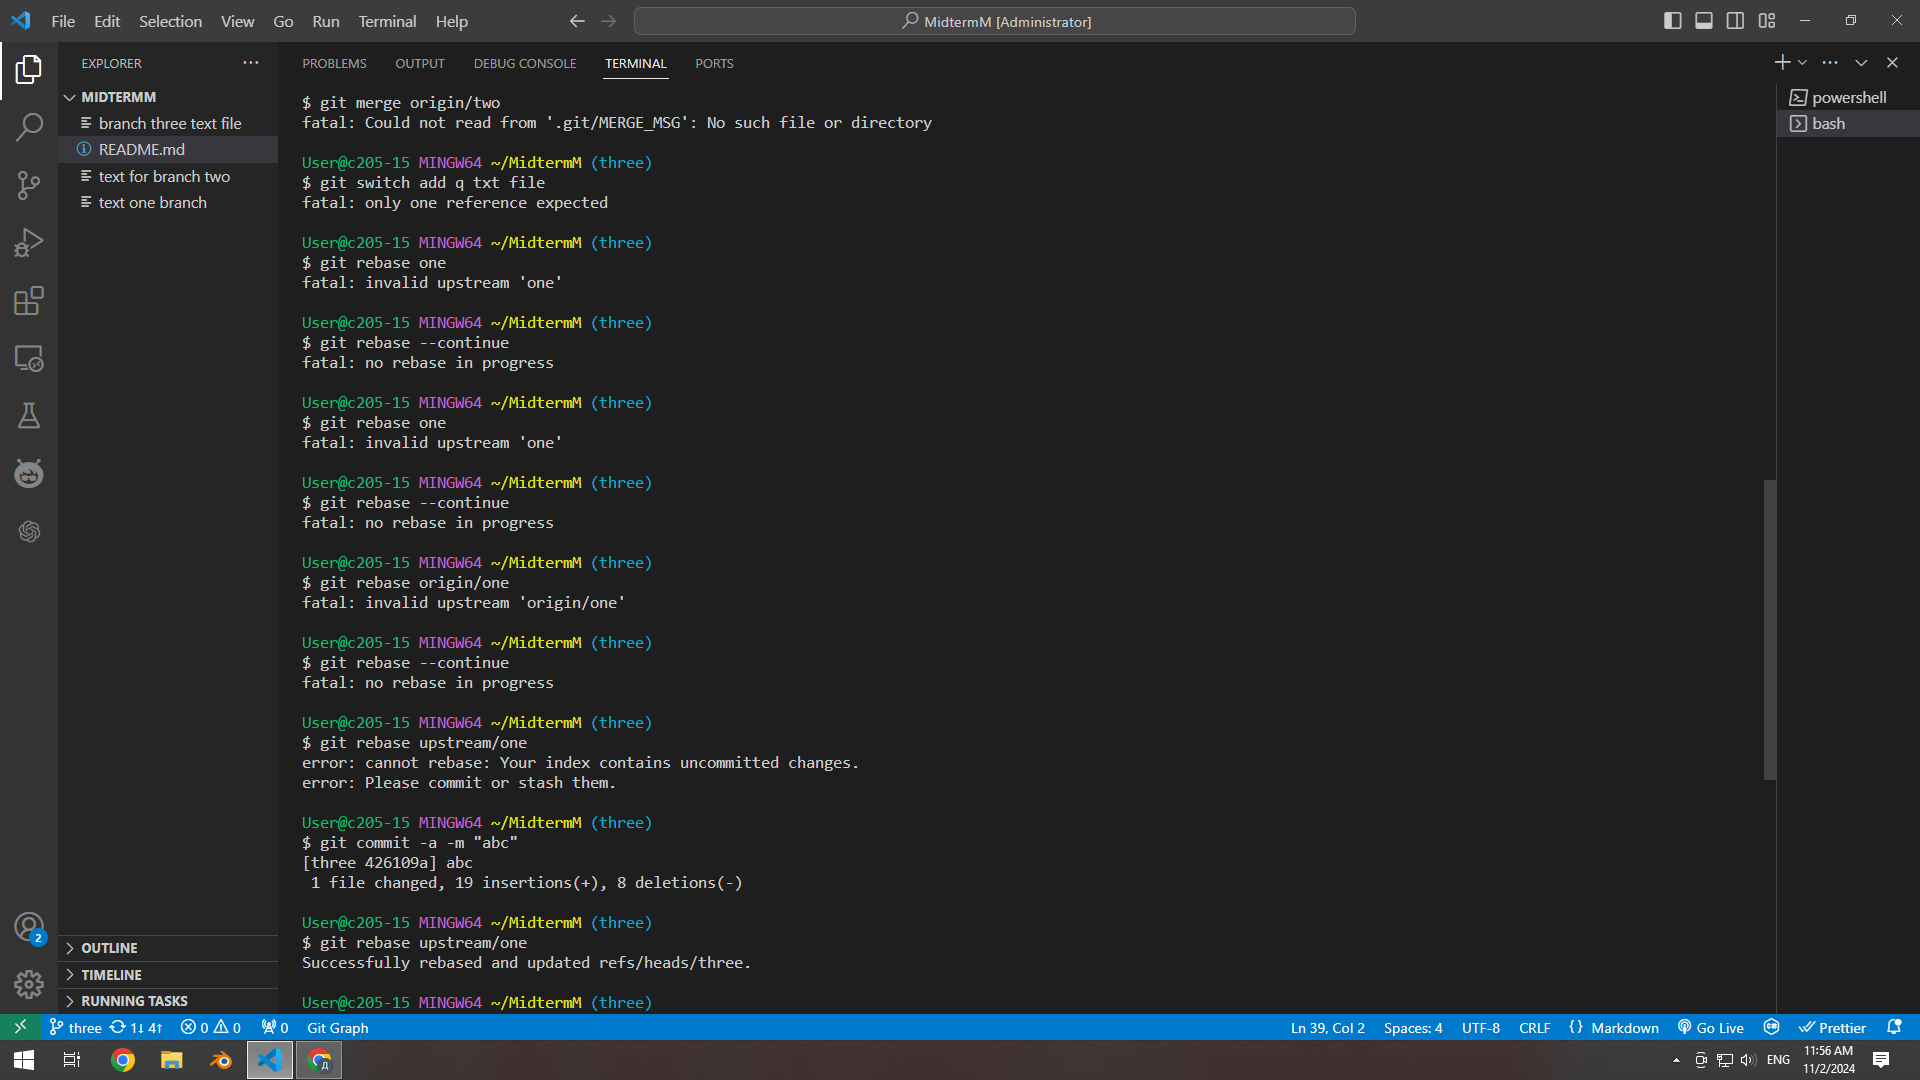 File Edit Selection View Go Run Terminal Help
MidtermM [Administrator]
EXPLORER
MIDTERMM
branch three text file
README.md
text for branch two
text one branch
OUTLINE
TIMELINE
RUNNING TASKS
PROBLEMS OUTPUT DEBUG CONSOLE TERMINAL PORTS
$ git merge origin/two
fatal: Could not read from '.git/MERGE_MSG': No such file or directory
User@c205-15 MINGW64 ~/MidtermM (three)
$ git switch add q txt file
fatal: only one reference expected
User@c205-15 MINGW64 ~/MidtermM (three)
$ git rebase one
fatal: invalid upstream 'one'
User@c205-15 MINGW64 ~/MidtermM (three)
$ git rebase --continue
fatal: no rebase in progress
User@c205-15 MINGW64 ~/MidtermM (three)
$ git rebase one
fatal: invalid upstream 'one'
User@c205-15 MINGW64 ~/MidtermM (three)
$ git rebase --continue
fatal: no rebase in progress
User@c205-15 MINGW64 ~/MidtermM (three)
$ git rebase origin/one
fatal: invalid upstream 'origin/one'
User@c205-15 MINGW64 ~/MidtermM (three)
$ git rebase --continue
fatal: no rebase in progress
User@c205-15 MINGW64 ~/MidtermM (three)
$ git rebase upstream/one
error: cannot rebase: Your index contains uncommitted changes.
error: Please commit or stash them.
User@c205-15 MINGW64 ~/MidtermM (three)
$ git commit -a -m "abc"
[three 426109a] abc
1 file changed, 19 insertions(+), 8 deletions(-)
User@c205-15 MINGW64 ~/MidtermM (three)
$ git rebase upstream/one
Successfully rebased and updated refs/heads/three.
User@c205-15 MINGW64 ~/MidtermM (three)
powershell
bash
2
three 1↓ 4↑ 0 0 0 Git Graph
Ln 39, Col 2 Spaces: 4 UTF-8 CRLF {} Markdown Go Live Prettier
Д
ENG
11:56 AM
11/2/2024